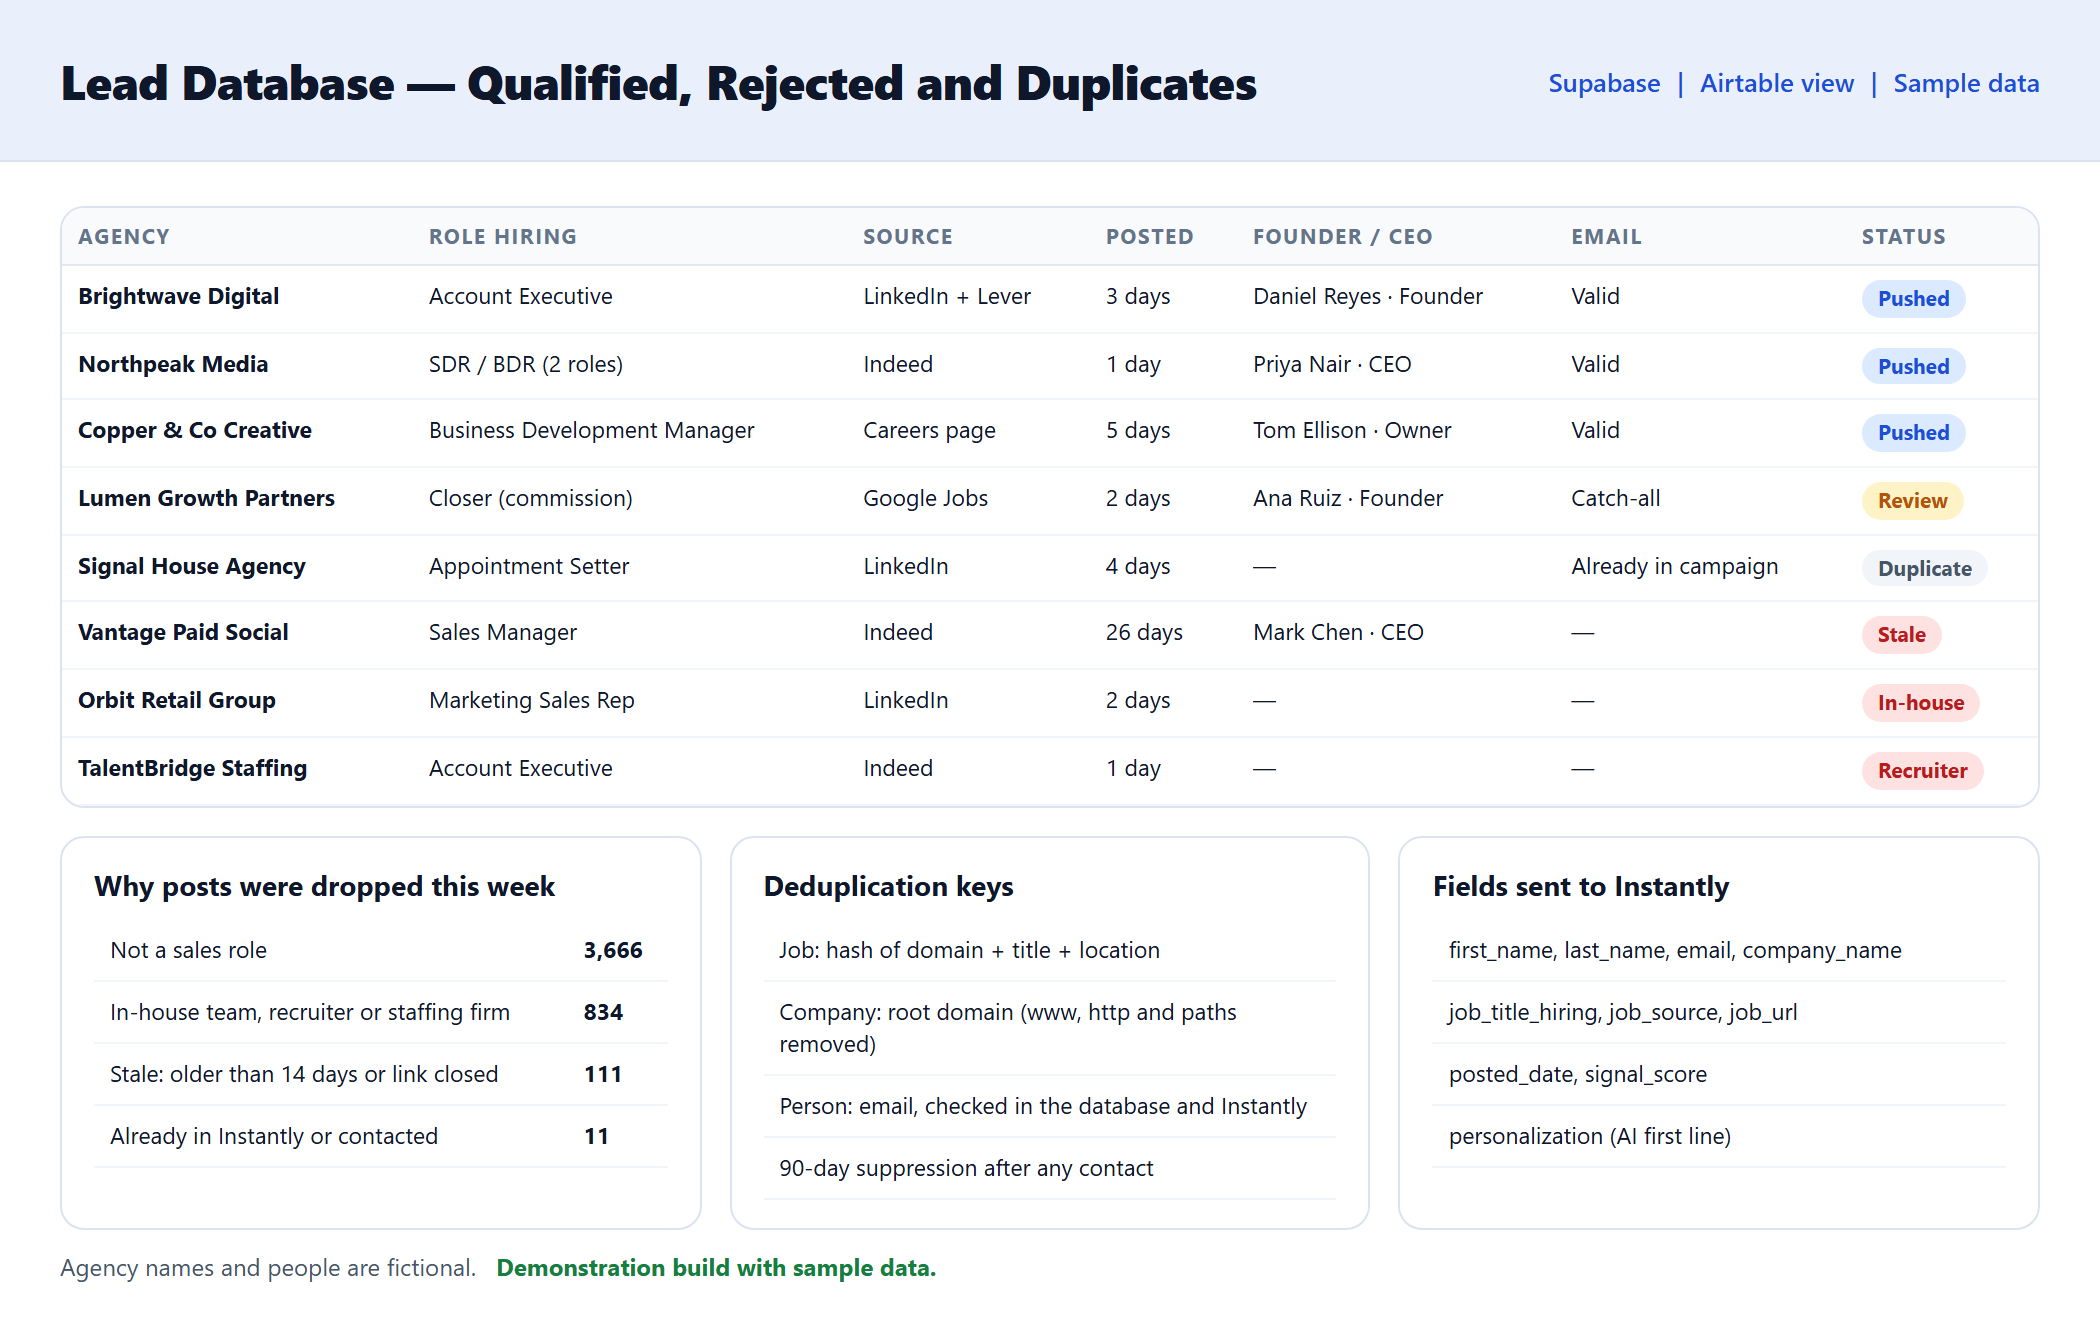 Lead Database — Qualified, Rejected and Duplicates
Supabase | Airtable view | Sample data
AGENCY ROLE HIRING SOURCE POSTED FOUNDER / CEO EMAIL STATUS
Brightwave Digital Account Executive LinkedIn + Lever 3 days Daniel Reyes · Founder Valid Pushed
Northpeak Media SDR / BDR (2 roles) Indeed 1 day Priya Nair · CEO Valid Pushed
Copper & Co Creative Business Development Manager Careers page 5 days Tom Ellison · Owner Valid Pushed
Lumen Growth Partners Closer (commission) Google Jobs 2 days Ana Ruiz · Founder Catch-all Review
Signal House Agency Appointment Setter LinkedIn 4 days — Already in campaign Duplicate
Vantage Paid Social Sales Manager Indeed 26 days Mark Chen · CEO — Stale
Orbit Retail Group Marketing Sales Rep LinkedIn 2 days — — In-house
TalentBridge Staffing Account Executive Indeed 1 day — — Recruiter
Why posts were dropped this week
Not a sales role 3,666
In-house team, recruiter or staffing firm 834
Stale: older than 14 days or link closed 111
Already in Instantly or contacted 11
Deduplication keys
Job: hash of domain + title + location
Company: root domain (www, http and paths
removed)
Person: email, checked in the database and Instantly
90-day suppression after any contact
Fields sent to Instantly
first_name, last_name, email, company_name
job_title_hiring, job_source, job_url
posted_date, signal_score
personalization (AI first line)
Agency names and people are fictional. Demonstration build with sample data.